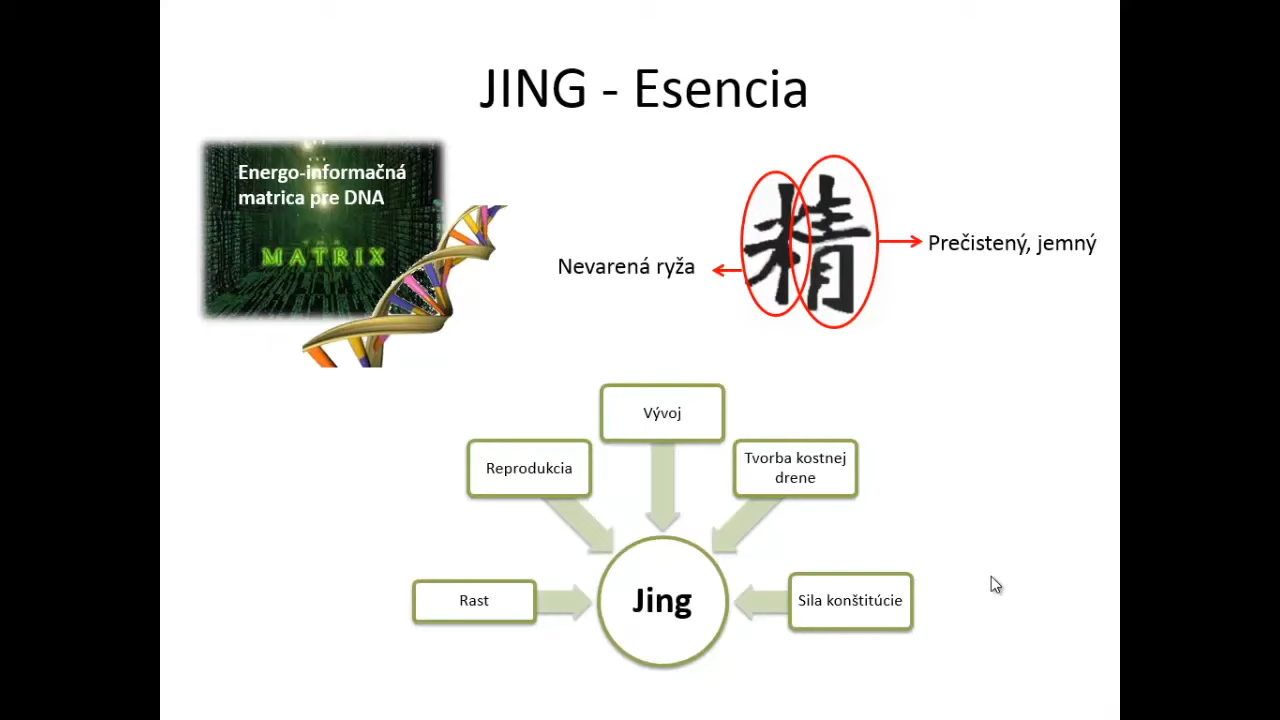 JING - Esencia
Energo-informačná
matrica pre DNA
MATRIX
精
Nevarená ryža
Prečistený, jemný
Vývoj
Reprodukcia
Tvorba kostnej
drene
Rast
Jing
Sila konštitúcie